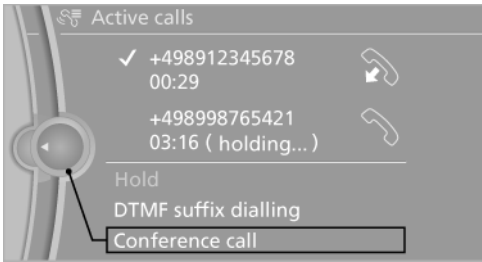 Active calls
+498912345678
00:29
+498998765421
03:16 ( holding... )
Hold
DTMF suffix dialling
Conference call